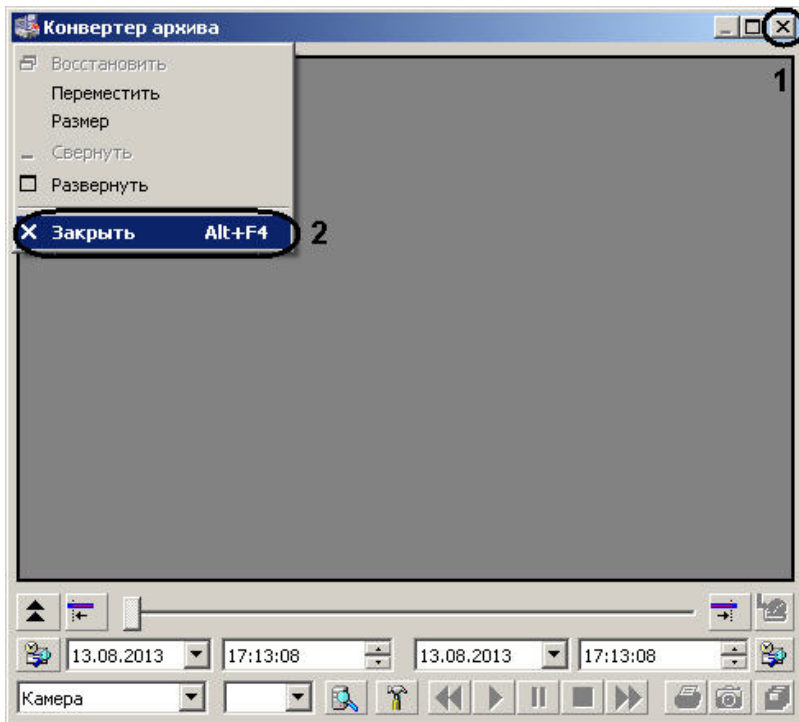 Конвертер архива
1
Восстановить
Переместить
Размер
Свернуть
Развернуть
Закрыть Alt+F4 2
13.08.2013 17:13:08 13.08.2013 17:13:08
Камера